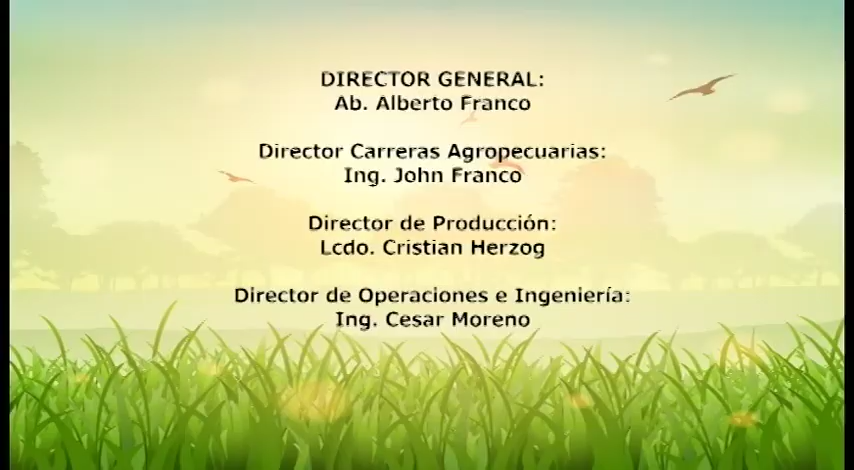 DIRECTOR GENERAL:
Ab. Alberto Franco
Director Carreras Agropecuarias:
Ing. John Franco
Director de Producción:
Lcdo. Cristian Herzog
Director de Operaciones e Ingeniería:
Ing. Cesar Moreno